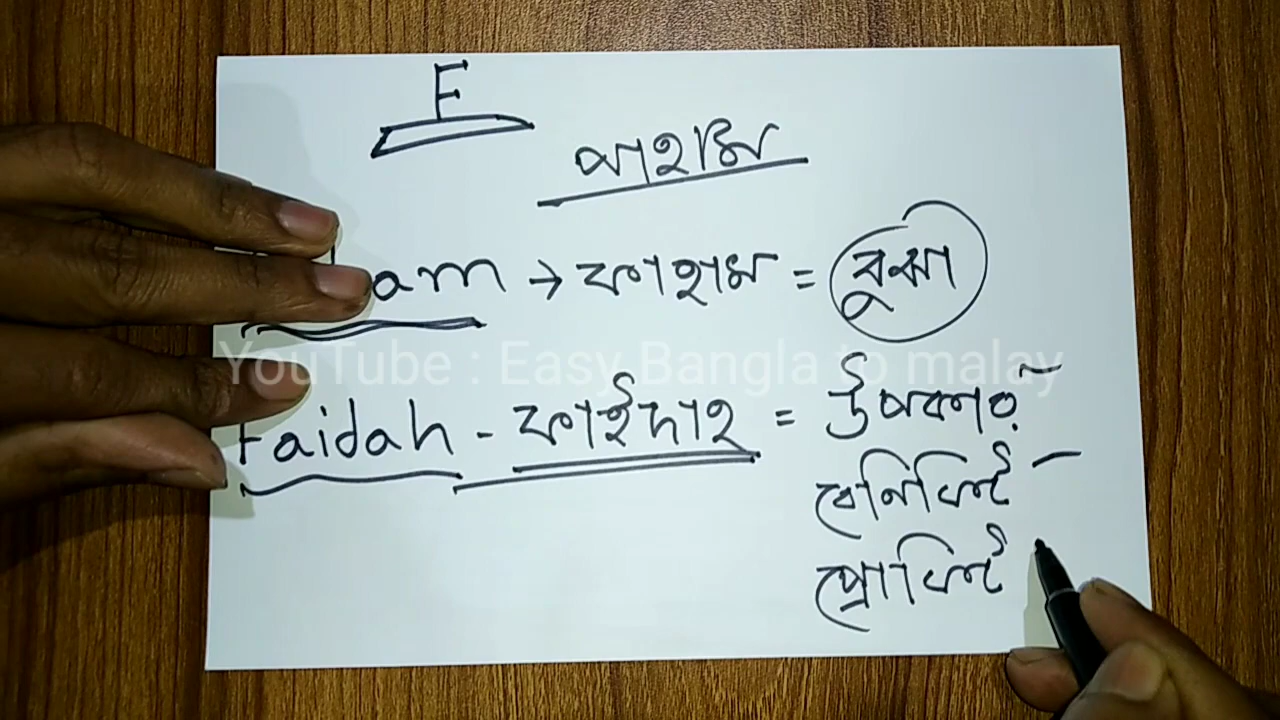 F
am → ফাহাম = বুঝা
YouTube : Easy Bangla to malay
Faidah - ফাইদাহ = উপকার
বেনিফিট
প্রোফিট